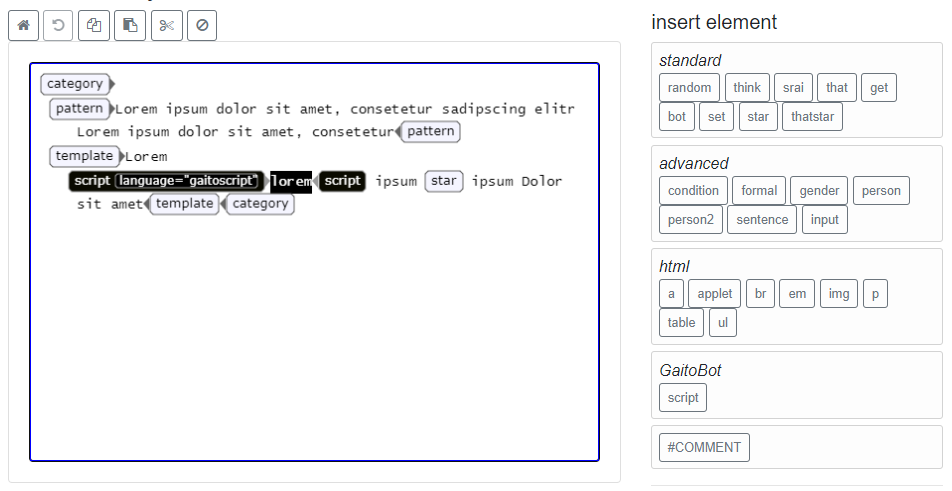 insert element
category
pattern Lorem ipsum dolor sit amet, consetetur sadipscing elitr
Lorem ipsum dolor sit amet, consetetur pattern
template Lorem
script language="gaitoscript" lorem script ipsum star ipsum Dolor
sit amet template category
standard
random think srai that get
bot set star thatstar
advanced
condition formal gender person
person2 sentence input
html
a applet br em img p
table ul
GaitoBot
script
#COMMENT